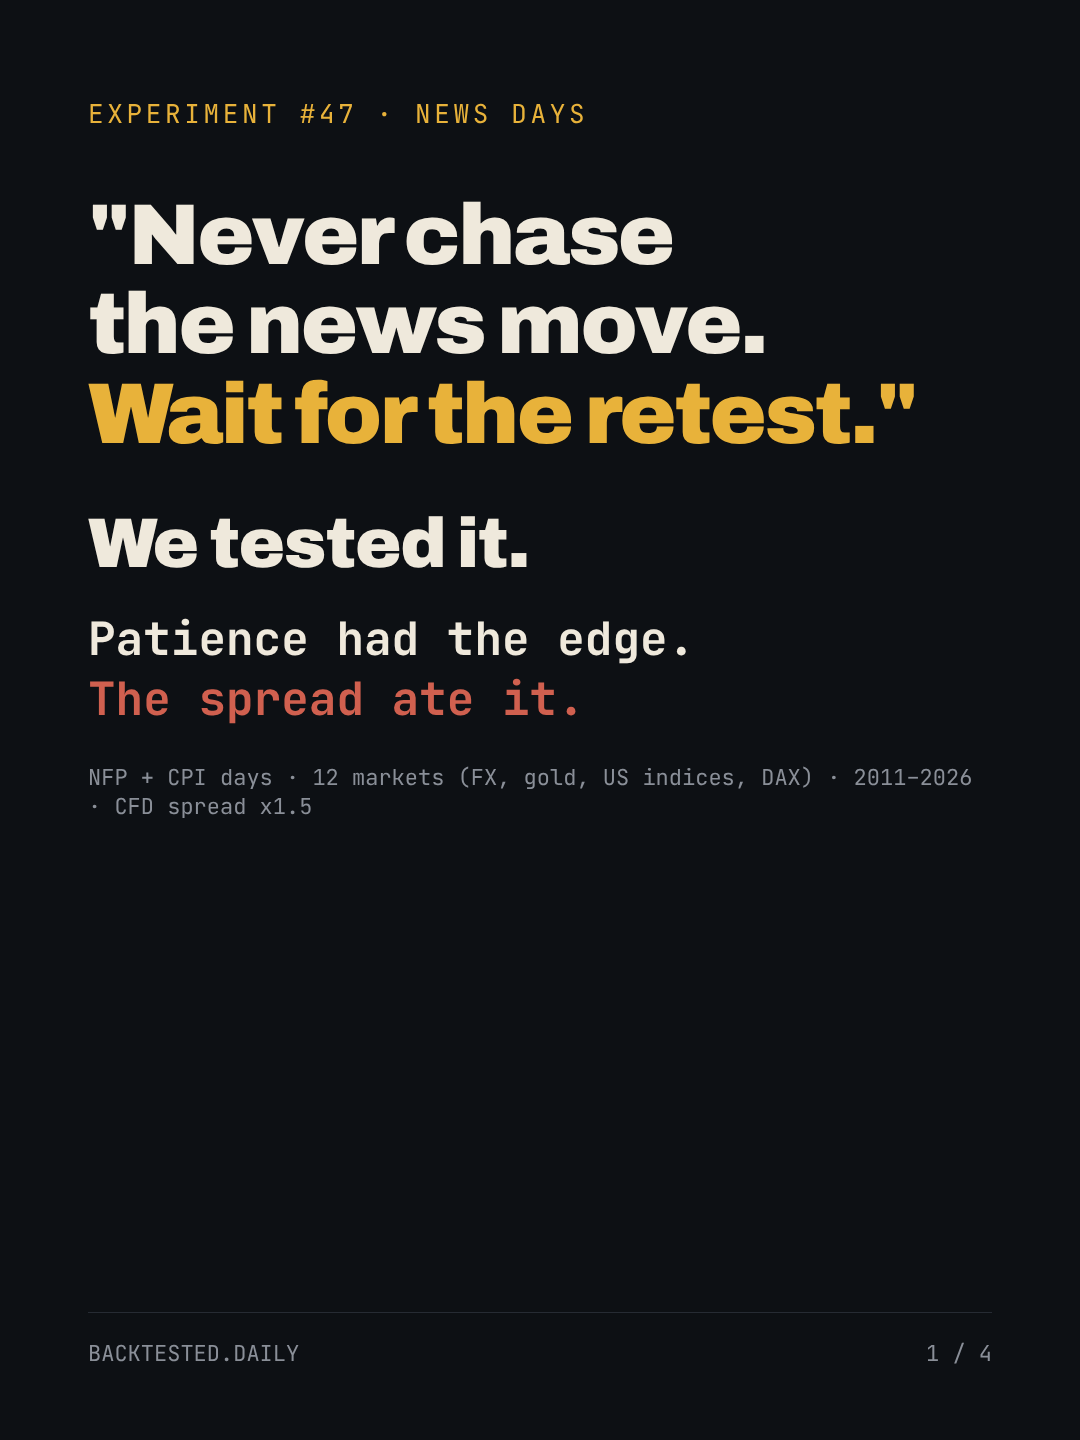 EXPERIMENT #47 · NEWS DAYS
"Never chase
the news move.
Wait for the retest."
We tested it.
Patience had the edge.
The spread ate it.
NFP + CPI days · 12 markets (FX, gold, US indices, DAX) · 2011–2026
· CFD spread x1.5
BACKTESTED.DAILY
1 / 4